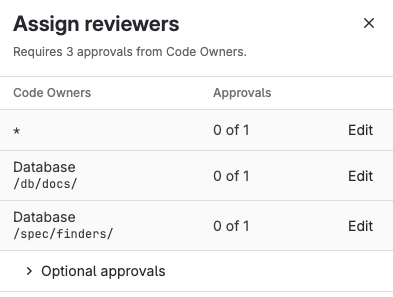 Assign reviewers
Requires 3 approvals from Code Owners.
Code Owners Approvals
* 0 of 1 Edit
Database
/db/docs/ 0 of 1 Edit
Database
/spec/finders/ 0 of 1 Edit
Optional approvals